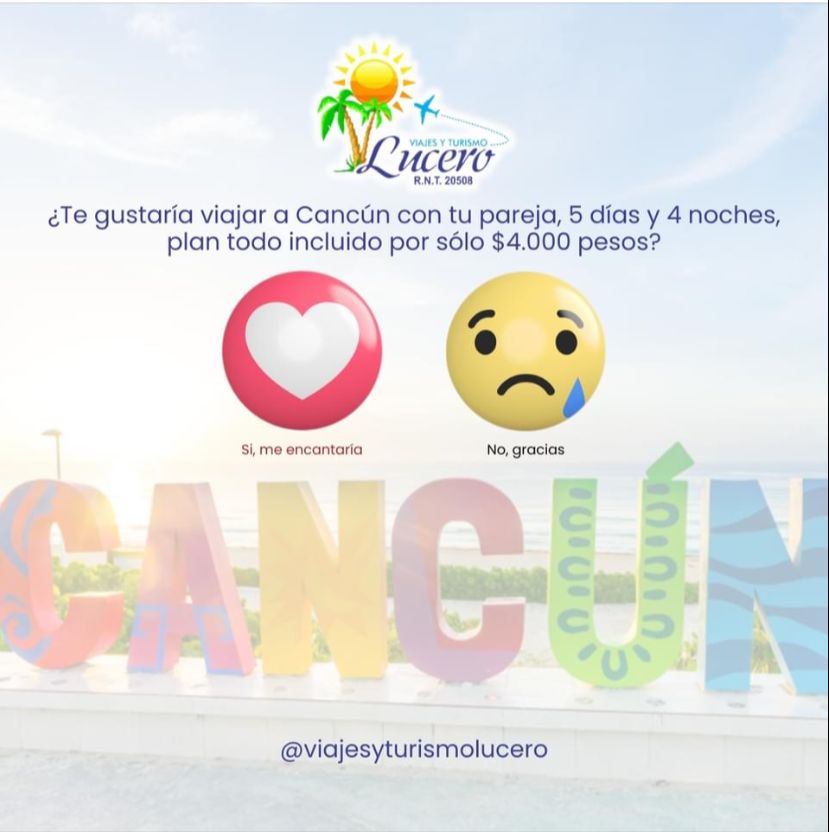 VIAJES Y TURISMO
Lucero
R.N.T. 20508
¿Te gustaría viajar a Cancún con tu pareja, 5 días y 4 noches,
plan todo incluido por sólo $4.000 pesos?
Si, me encantaría
No, gracias
CANCÚN
@viajesyturismolucero